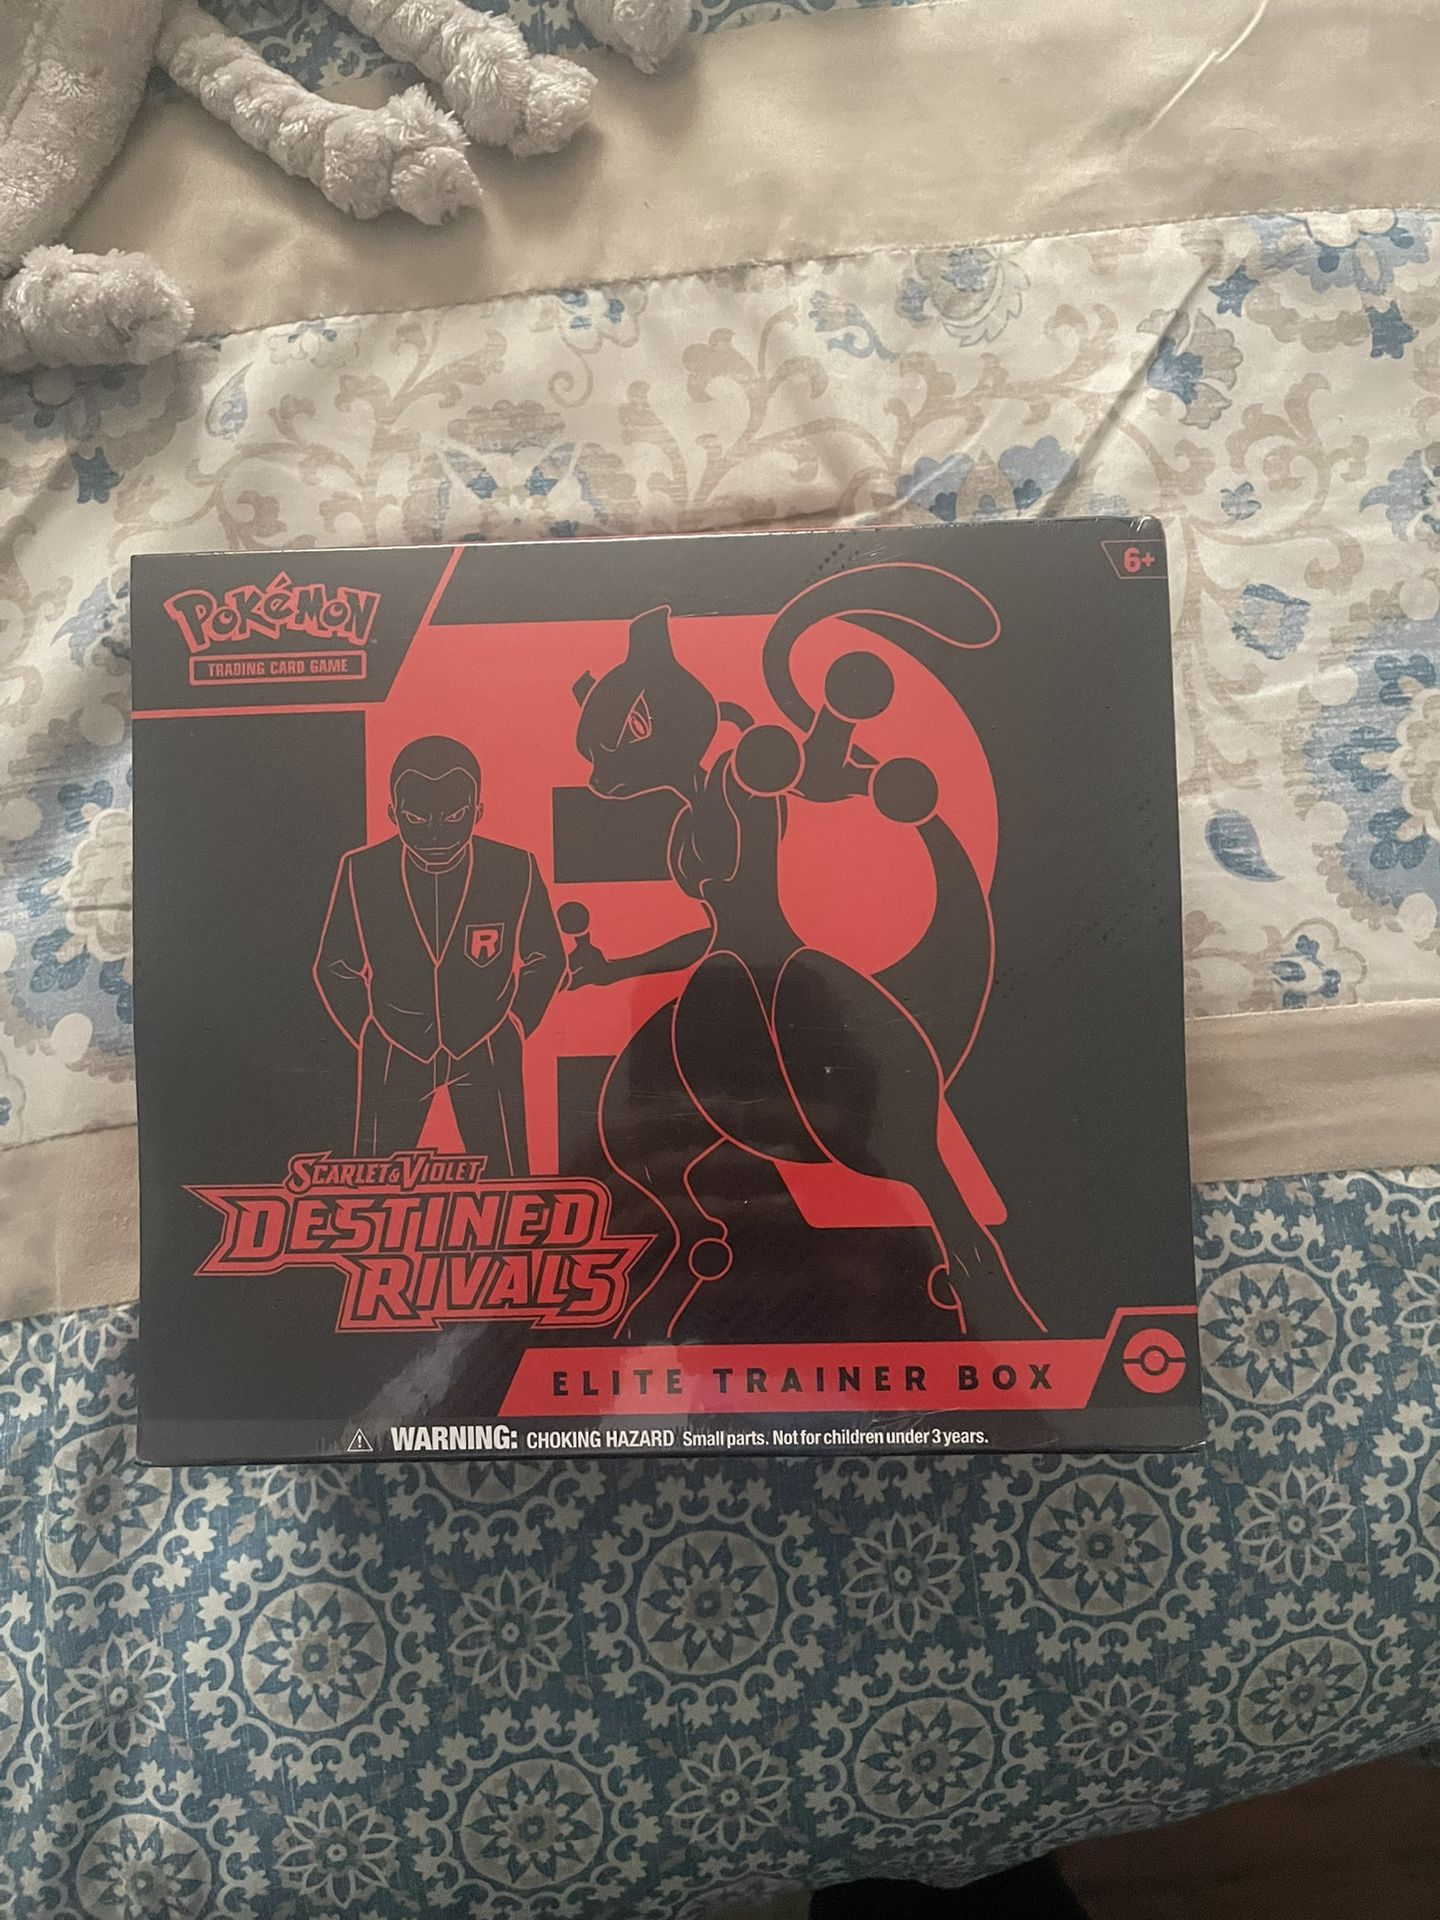 POKéMON
TRADING CARD GAME
6+
R
SCARLET & VIOLET
DESTINED
RIVALS
ELITE TRAINER BOX
WARNING: CHOKING HAZARD Small parts. Not for children under 3 years.